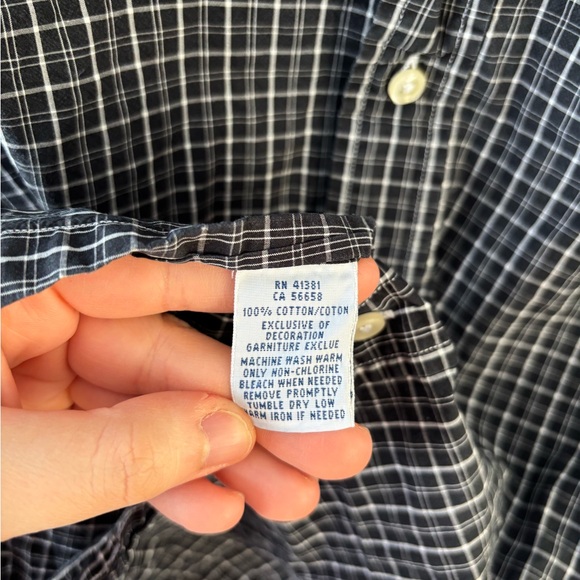 RN 41381
CA 56658
100% COTTON/COTON
EXCLUSIVE OF
DECORATION
GARNITURE EXCLUE
MACHINE WASH WARM
ONLY NON-CHLORINE
BLEACH WHEN NEEDED
REMOVE PROMPTLY
TUMBLE DRY LOW
WARM IRON IF NEEDED